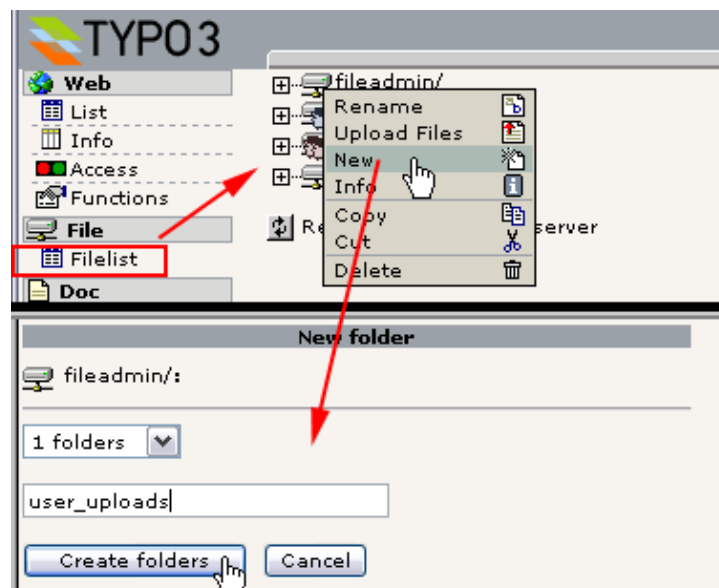 TYPO3
Web
List
Info
Access
Functions
File
Filelist
Doc
fileadmin/
Rename
Upload Files
New
Info
Copy
Cut
Delete
server
New folder
fileadmin/:
1 folders
user_uploads
Create folders
Cancel